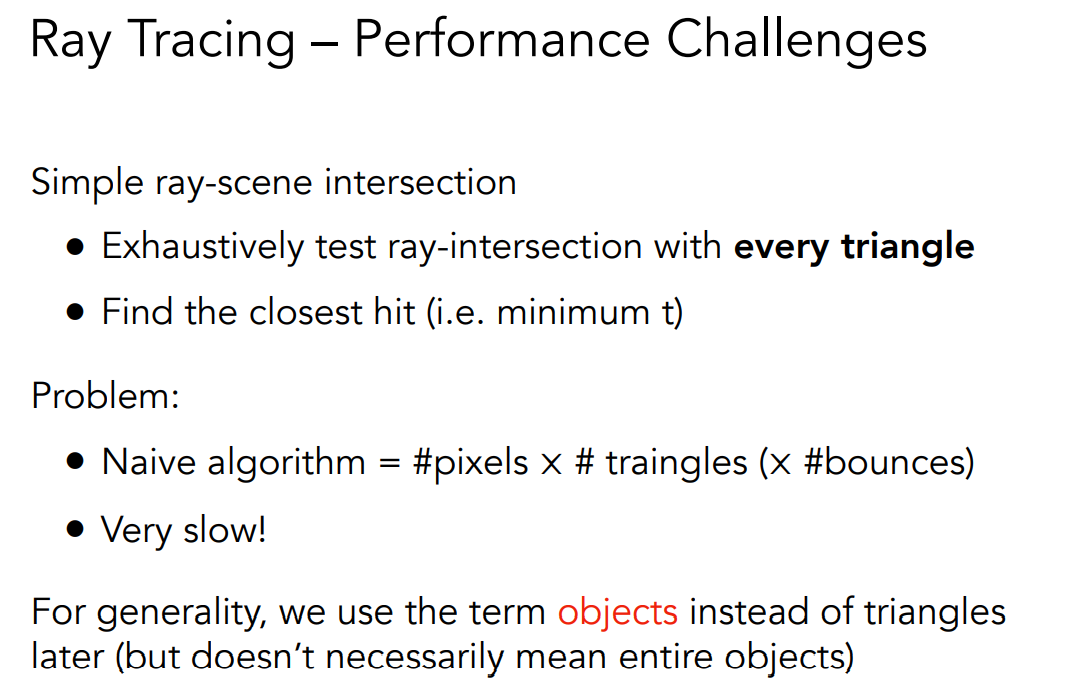 Ray Tracing – Performance Challenges
Simple ray-scene intersection
• Exhaustively test ray-intersection with every triangle
• Find the closest hit (i.e. minimum t)
Problem:
• Naive algorithm = #pixels ⨉ # traingles (⨉ #bounces)
• Very slow!
For generality, we use the term objects instead of triangles
later (but doesn’t necessarily mean entire objects)